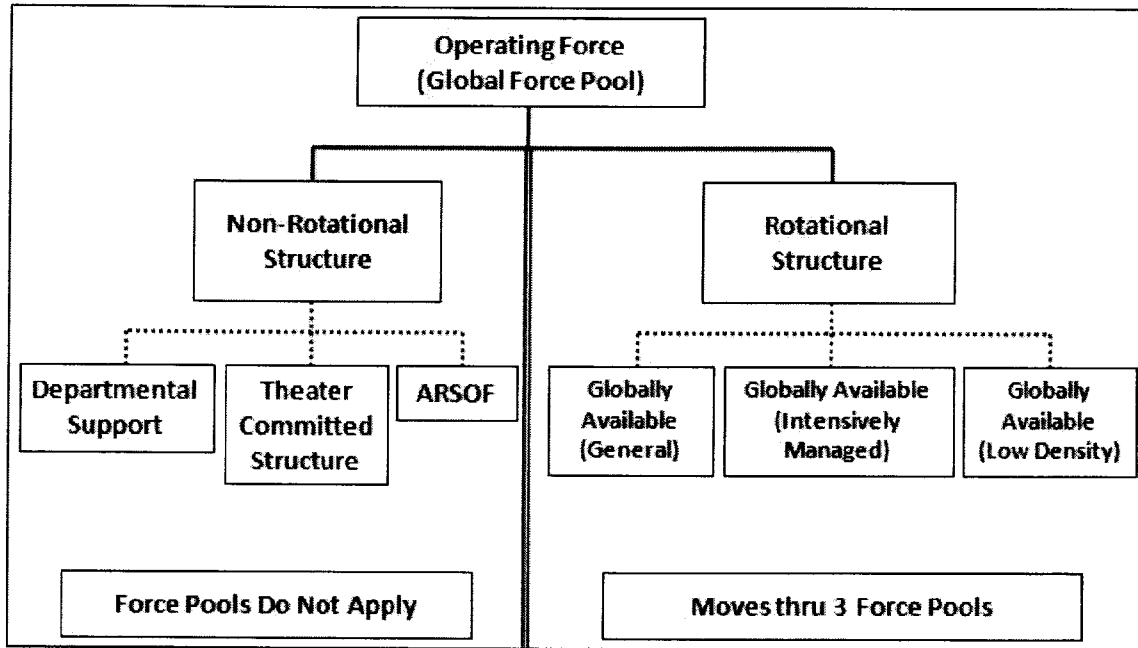 Operating Force
(Global Force Pool)
Non-Rotational
Structure
Rotational
Structure
Departmental
Support
Theater
Committed
Structure
ARSOF
Globally
Available
(General)
Globally Available
(Intensively
Managed)
Globally
Available
(Low Density)
Force Pools Do Not Apply
Moves thru 3 Force Pools